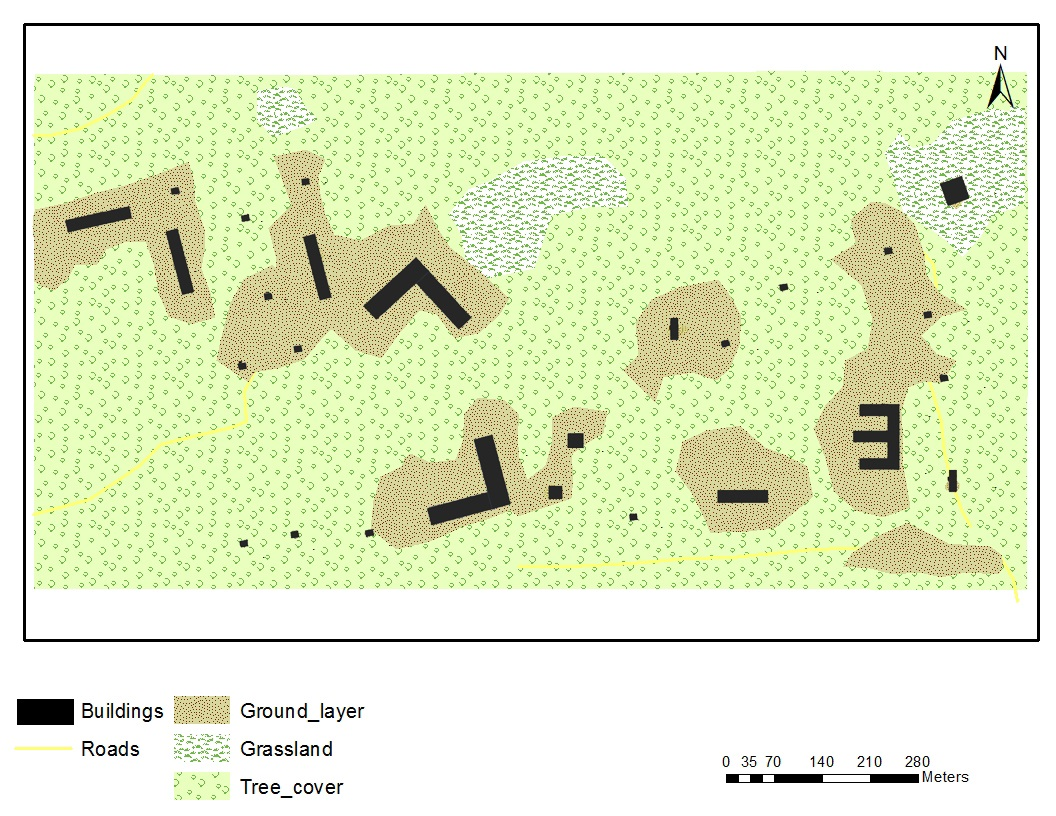 N
Buildings
Ground_layer
Roads
Grassland
Tree_cover
0 35 70 140 210 280
Meters